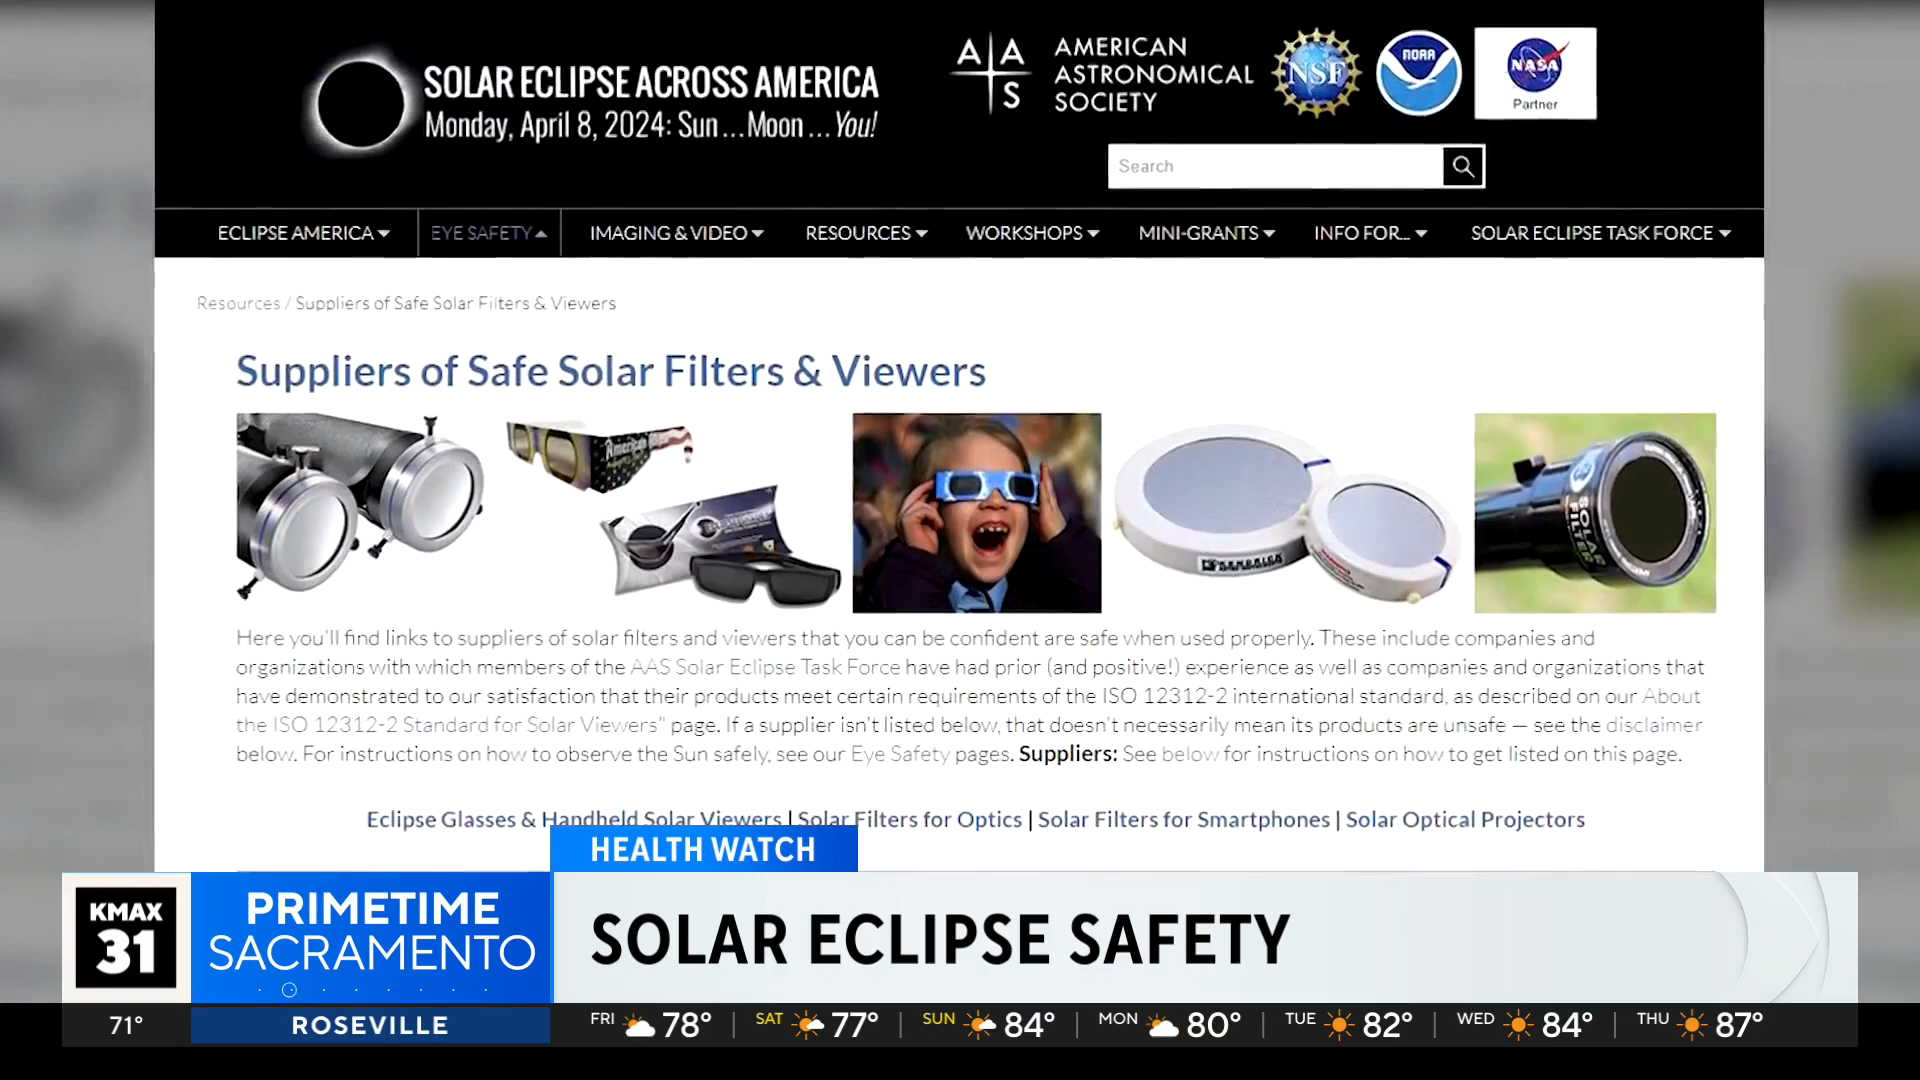 SOLAR ECLIPSE ACROSS AMERICA
Monday, April 8, 2024: Sun ... Moon ... You!
A A S
AMERICAN
ASTRONOMICAL
SOCIETY
NSF
NOAA
NASA
Partner
Search
ECLIPSE AMERICA
EYE SAFETY
IMAGING & VIDEO
RESOURCES
WORKSHOPS
MINI-GRANTS
INFO FOR...
SOLAR ECLIPSE TASK FORCE
Resources / Suppliers of Safe Solar Filters & Viewers
Suppliers of Safe Solar Filters & Viewers
SOLAR
FILTER
Here you'll find links to suppliers of solar filters and viewers that you can be confident are safe when used properly. These include companies and
organizations with which members of the AAS Solar Eclipse Task Force have had prior (and positive!) experience as well as companies and organizations that
have demonstrated to our satisfaction that their products meet certain requirements of the ISO 12312-2 international standard, as described on our About
the ISO 12312-2 Standard for Solar Viewers" page. If a supplier isn't listed below, that doesn't necessarily mean its products are unsafe — see the disclaimer
below. For instructions on how to observe the Sun safely, see our Eye Safety pages. Suppliers: See below for instructions on how to get listed on this page.
Eclipse Glasses & Handheld Solar Viewers | Solar Filters for Optics | Solar Filters for Smartphones | Solar Optical Projectors
HEALTH WATCH
KMAX
31
PRIMETIME
SACRAMENTO
SOLAR ECLIPSE SAFETY
71°
ROSEVILLE
FRI 78° | SAT 77° | SUN 84° | MON 80° | TUE 82° | WED 84° | THU 87°